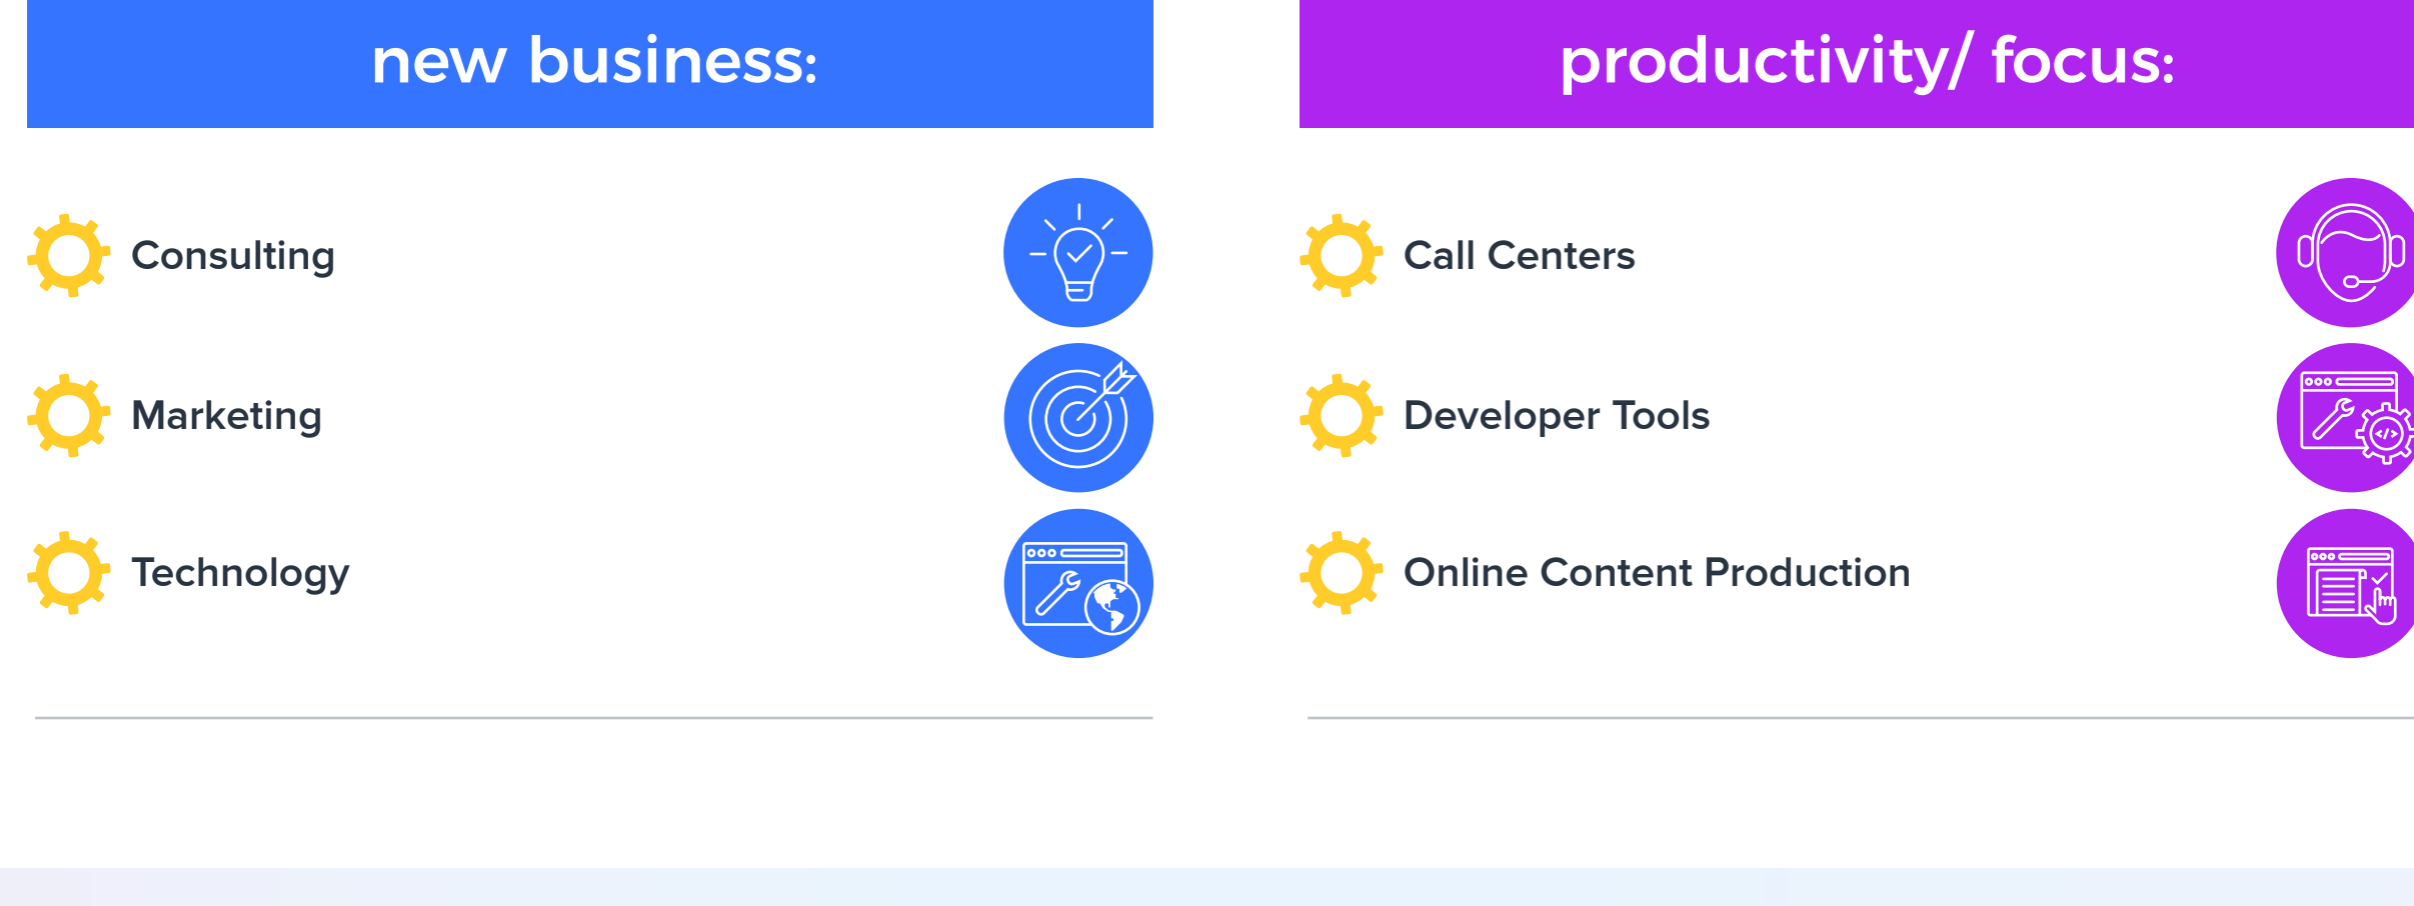 new business:
Consulting
Marketing
Technology
productivity/ focus:
Call Centers
Developer Tools
Online Content Production